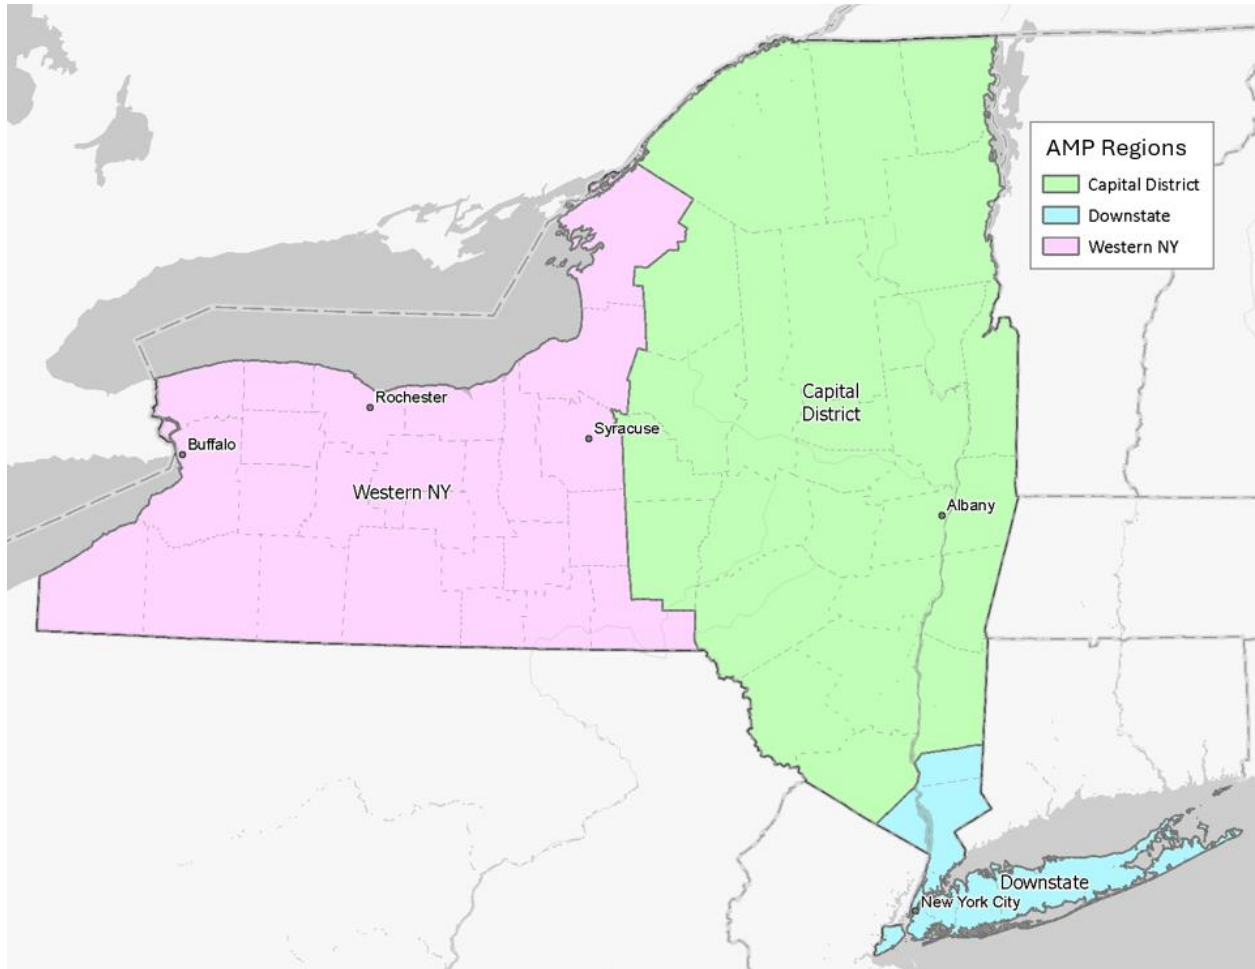 AMP Regions
Capital District
Downstate
Western NY
Rochester
Capital
District
Syracuse
Buffalo
Western NY
Albany
Downstate
New York City